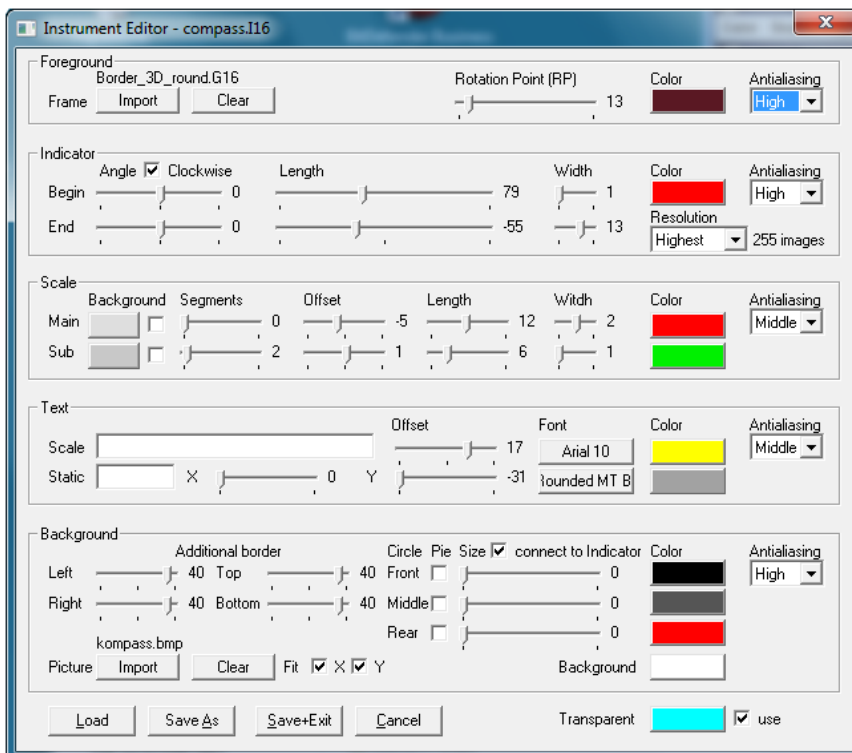 Instrument Editor - compass.I16
Foreground
Border_3D_round.G16
Rotation Point (RP) Color Antialiasing
Frame Import Clear 13 High
Indicator
Angle Clockwise Length Width Color Antialiasing
Begin 0 79 1 High
End 0 -55 13 Resolution
Highest 255 images
Scale
Background Segments Offset Length Witdh Color Antialiasing
Main 0 -5 12 2 Middle
Sub 2 1 6 1
Text
Offset Font Color Antialiasing
Scale 17 Arial 10 Middle
Static X 0 Y -31 Rounded MT B
Background
Additional border Circle Pie Size connect to Indicator Color Antialiasing
Left 40 Top 40 Front 0 High
Right 40 Bottom 40 Middle 0
Rear 0
kompass.bmp
Picture Import Clear Fit X Y Background
Load Save As Save+Exit Cancel Transparent use